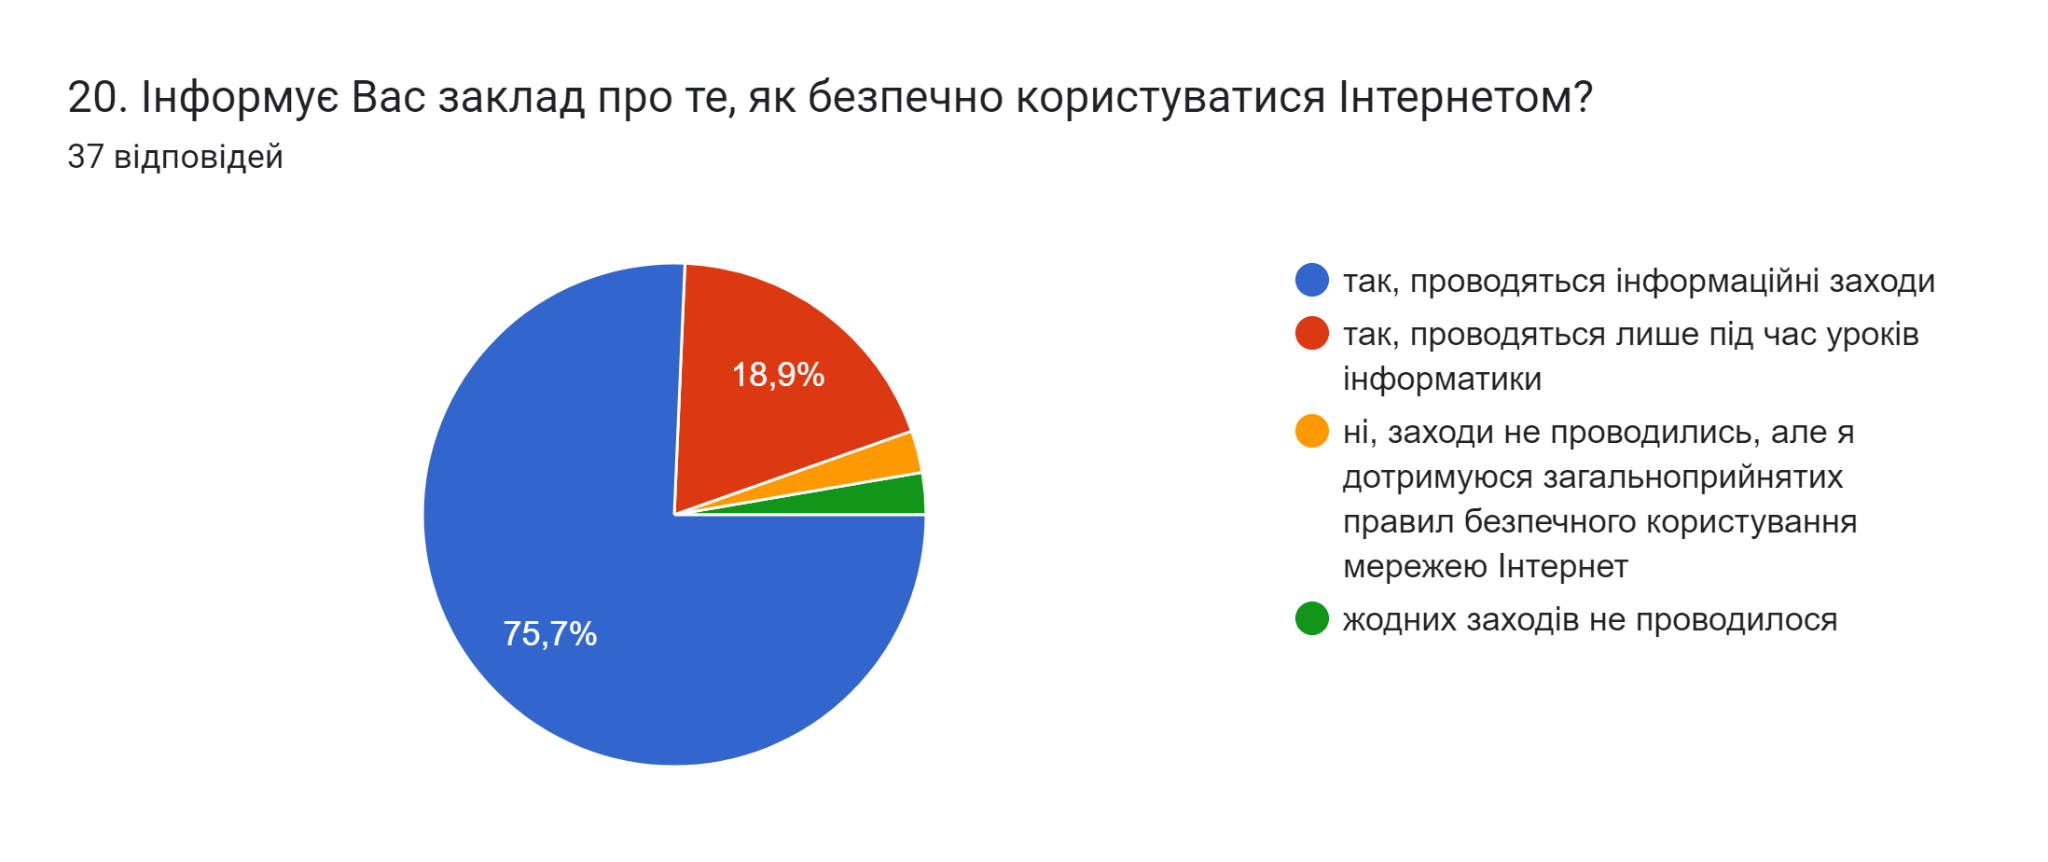 20. Інформує Вас заклад про те, як безпечно користуватися Інтернетом?
37 відповідей
18,9%
75,7%
так, проводяться інформаційні заходи
так, проводяться лише під час уроків
інформатики
ні, заходи не проводились, але я
дотримуюся загальноприйнятих
правил безпечного користування
мережею Інтернет
жодних заходів не проводилося